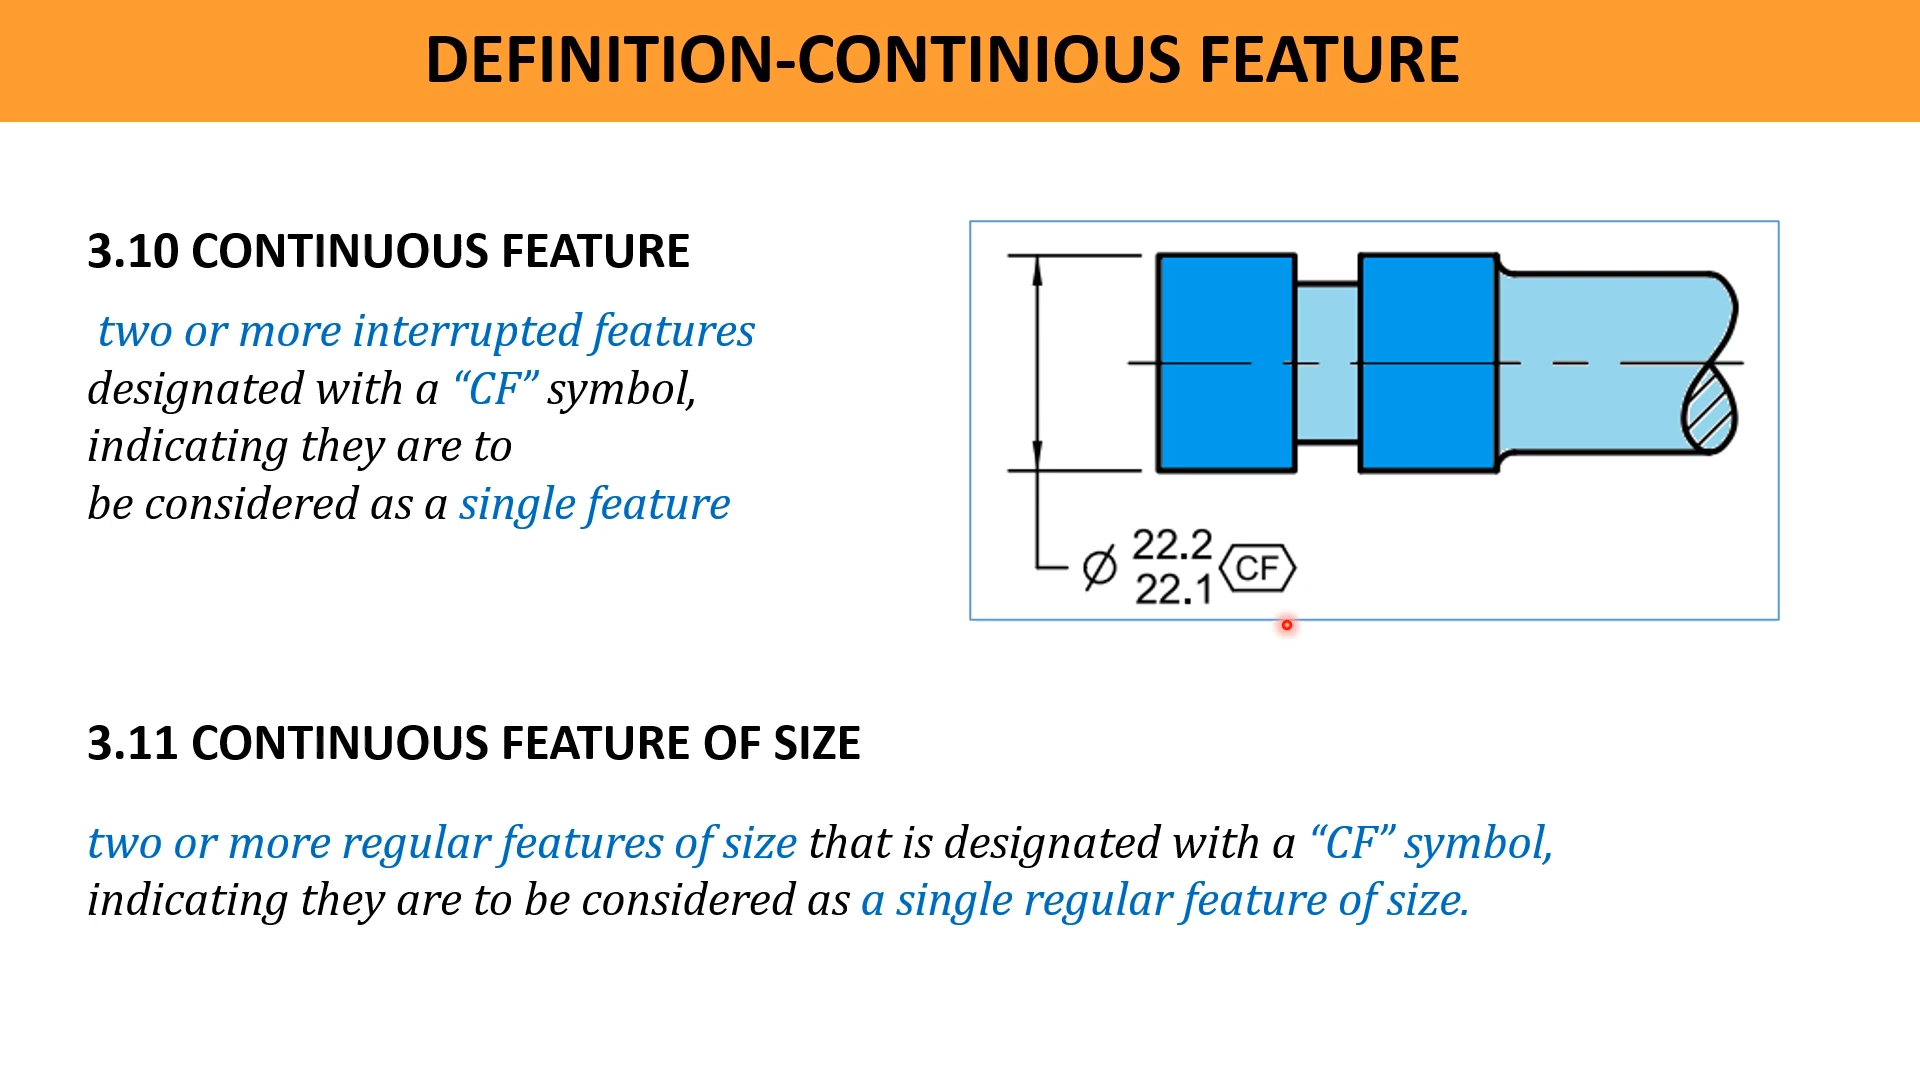 DEFINITION-CONTINIOUS FEATURE
3.10 CONTINUOUS FEATURE
two or more interrupted features
designated with a “CF” symbol,
indicating they are to
be considered as a single feature
⌀ 22.2
22.1 CF
3.11 CONTINUOUS FEATURE OF SIZE
two or more regular features of size that is designated with a “CF” symbol,
indicating they are to be considered as a single regular feature of size.